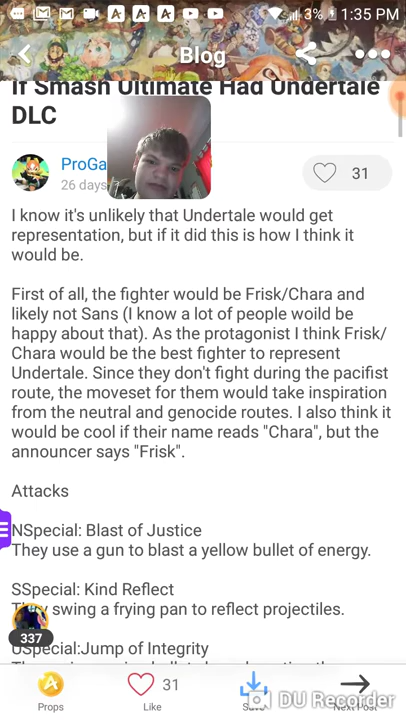 3% 1:35 PM
Blog
If Smash Ultimate Had Undertale
DLC
ProGa
26 days
31
I know it's unlikely that Undertale would get
representation, but if it did this is how I think it
would be.
First of all, the fighter would be Frisk/Chara and
likely not Sans (I know a lot of people woild be
happy about that). As the protagonist I think Frisk/
Chara would be the best fighter to represent
Undertale. Since they don't fight during the pacifist
route, the moveset for them would take inspiration
from the neutral and genocide routes. I also think it
would be cool if their name reads "Chara", but the
announcer says "Frisk".
Attacks
NSpecial: Blast of Justice
They use a gun to blast a yellow bullet of energy.
SSpecial: Kind Reflect
They swing a frying pan to reflect projectiles.
337
USpecial:Jump of Integrity
31
Props
Like
Save
Next Post
DU Recorder